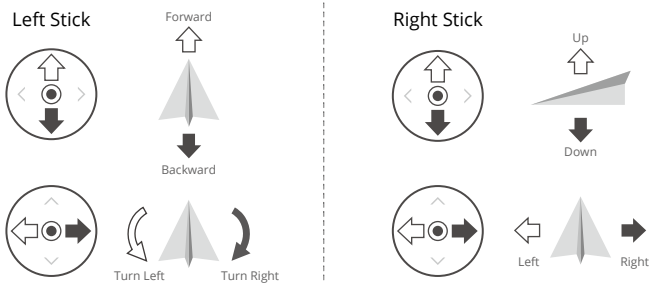 Left Stick
Forward
Backward
Turn Left
Turn Right
Right Stick
Up
Down
Left
Right